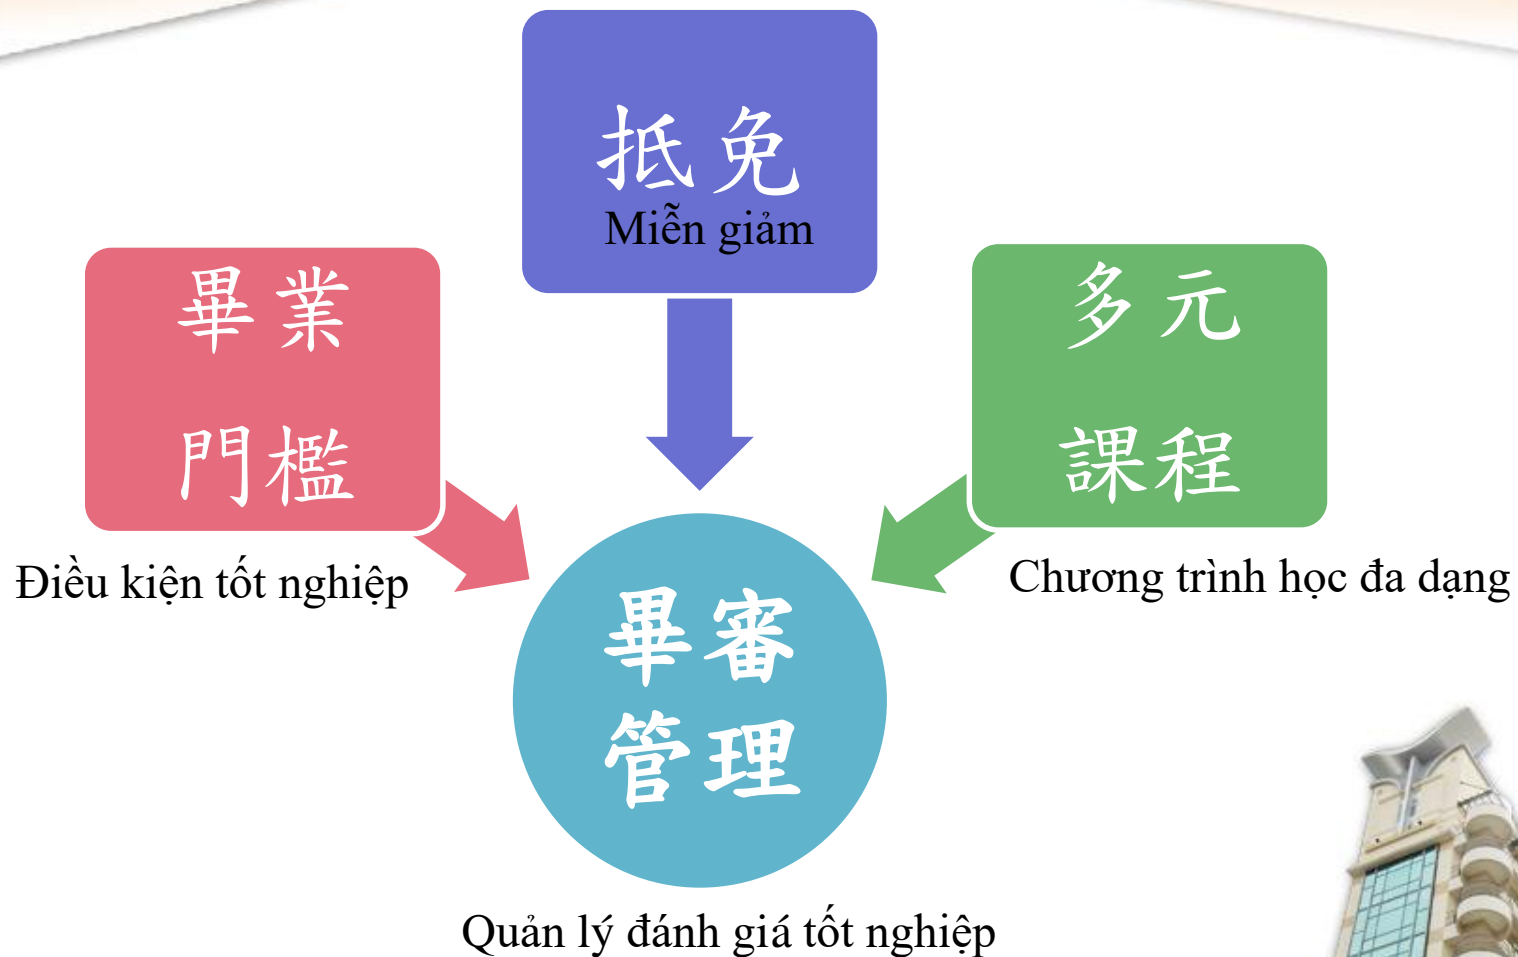 抵免
Miễn giảm
畢業
門檻
Điều kiện tốt nghiệp
多元
課程
Chương trình học đa dạng
畢審
管理
Quản lý đánh giá tốt nghiệp